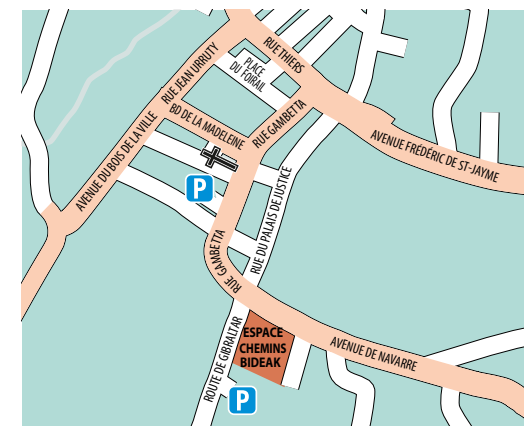 RUE THIERS
RUE JEAN URRUTY
PLACE
DU FOIRAIL
BD DE LA MADELEINE
RUE GAMBETTA
AVENUE FRÉDÉRIC DE ST-JAYME
AVENUE DU BOIS DE LA VILLE
P
RUE DU PALAIS DE JUSTICE
RUE GAMBETTA
ROUTE DE GIBRALTAR
ESPACE
CHEMINS
BIDEAK
AVENUE DE NAVARRE
P